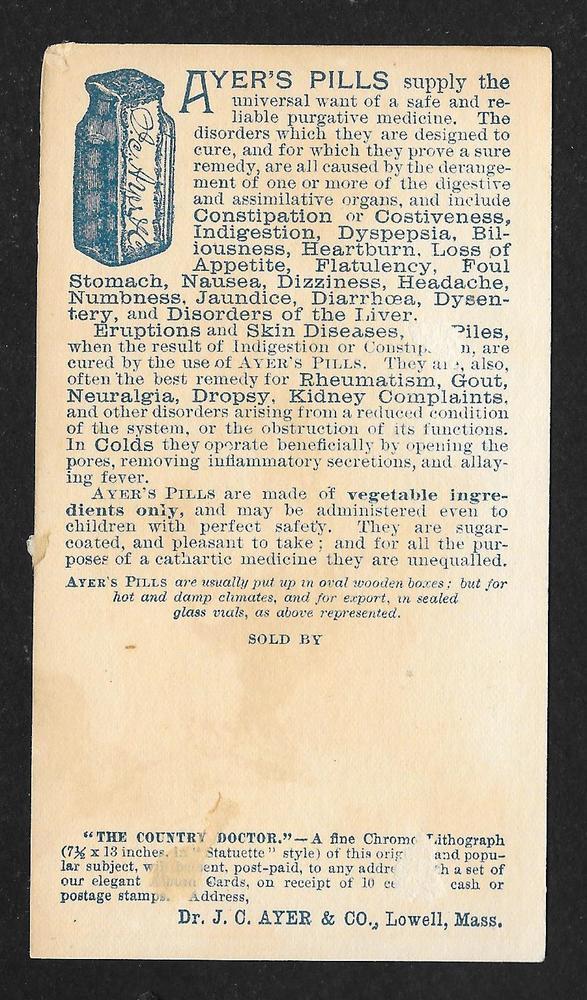 AYER'S PILLS supply the
universal want of a safe and re-
liable purgative medicine. The
disorders which they are designed to
cure, and for which they prove a sure
remedy, are all caused by the derange-
ment of one or more of the digestive
and assimilative organs, and include
Constipation or Costiveness,
Indigestion, Dyspepsia, Bil-
iousness, Heartburn, Loss of
Appetite, Flatulency, Foul
Stomach, Nausea, Dizziness, Headache,
Numbness, Jaundice, Diarrhœa, Dysen-
tery, and Disorders of the Liver.
Eruptions and Skin Diseases, Piles,
when the result of Indigestion or are
cured by the use of AYER'S PILLS. They also,
often the best remedy for Rheumatism, Gout,
Neuralgia, Dropsy, Kidney Complaints,
and other disorders arising from a reduced condition
of the system, or the obstruction of its functions.
In Colds they operate beneficially by opening the
pores, removing inflammatory secretions, and allay-
ing fever.
AYER'S PILLS are made of vegetable ingre-
dients only, and may be administered even to
children with perfect safety. They are sugar-
coated, and pleasant to take; and for all the pur-
poses of a cathartic medicine they are unequalled.
AYER'S PILLS are usually put up in oval wooden boxes; but for
hot and damp climates, and for export, in sealed
glass vials, as above represented.
SOLD BY
"THE COUNTRY DOCTOR."—A fine Chromo Lithograph
(7½ x 13 inches, in "Statuette" style) of this and popu-
lar subject, sent, post-paid, to any a set of
our elegant Album Cards, on receipt of 10 cash or
postage stamps. Address,
Dr. J. C. AYER & CO., Lowell, Mass.